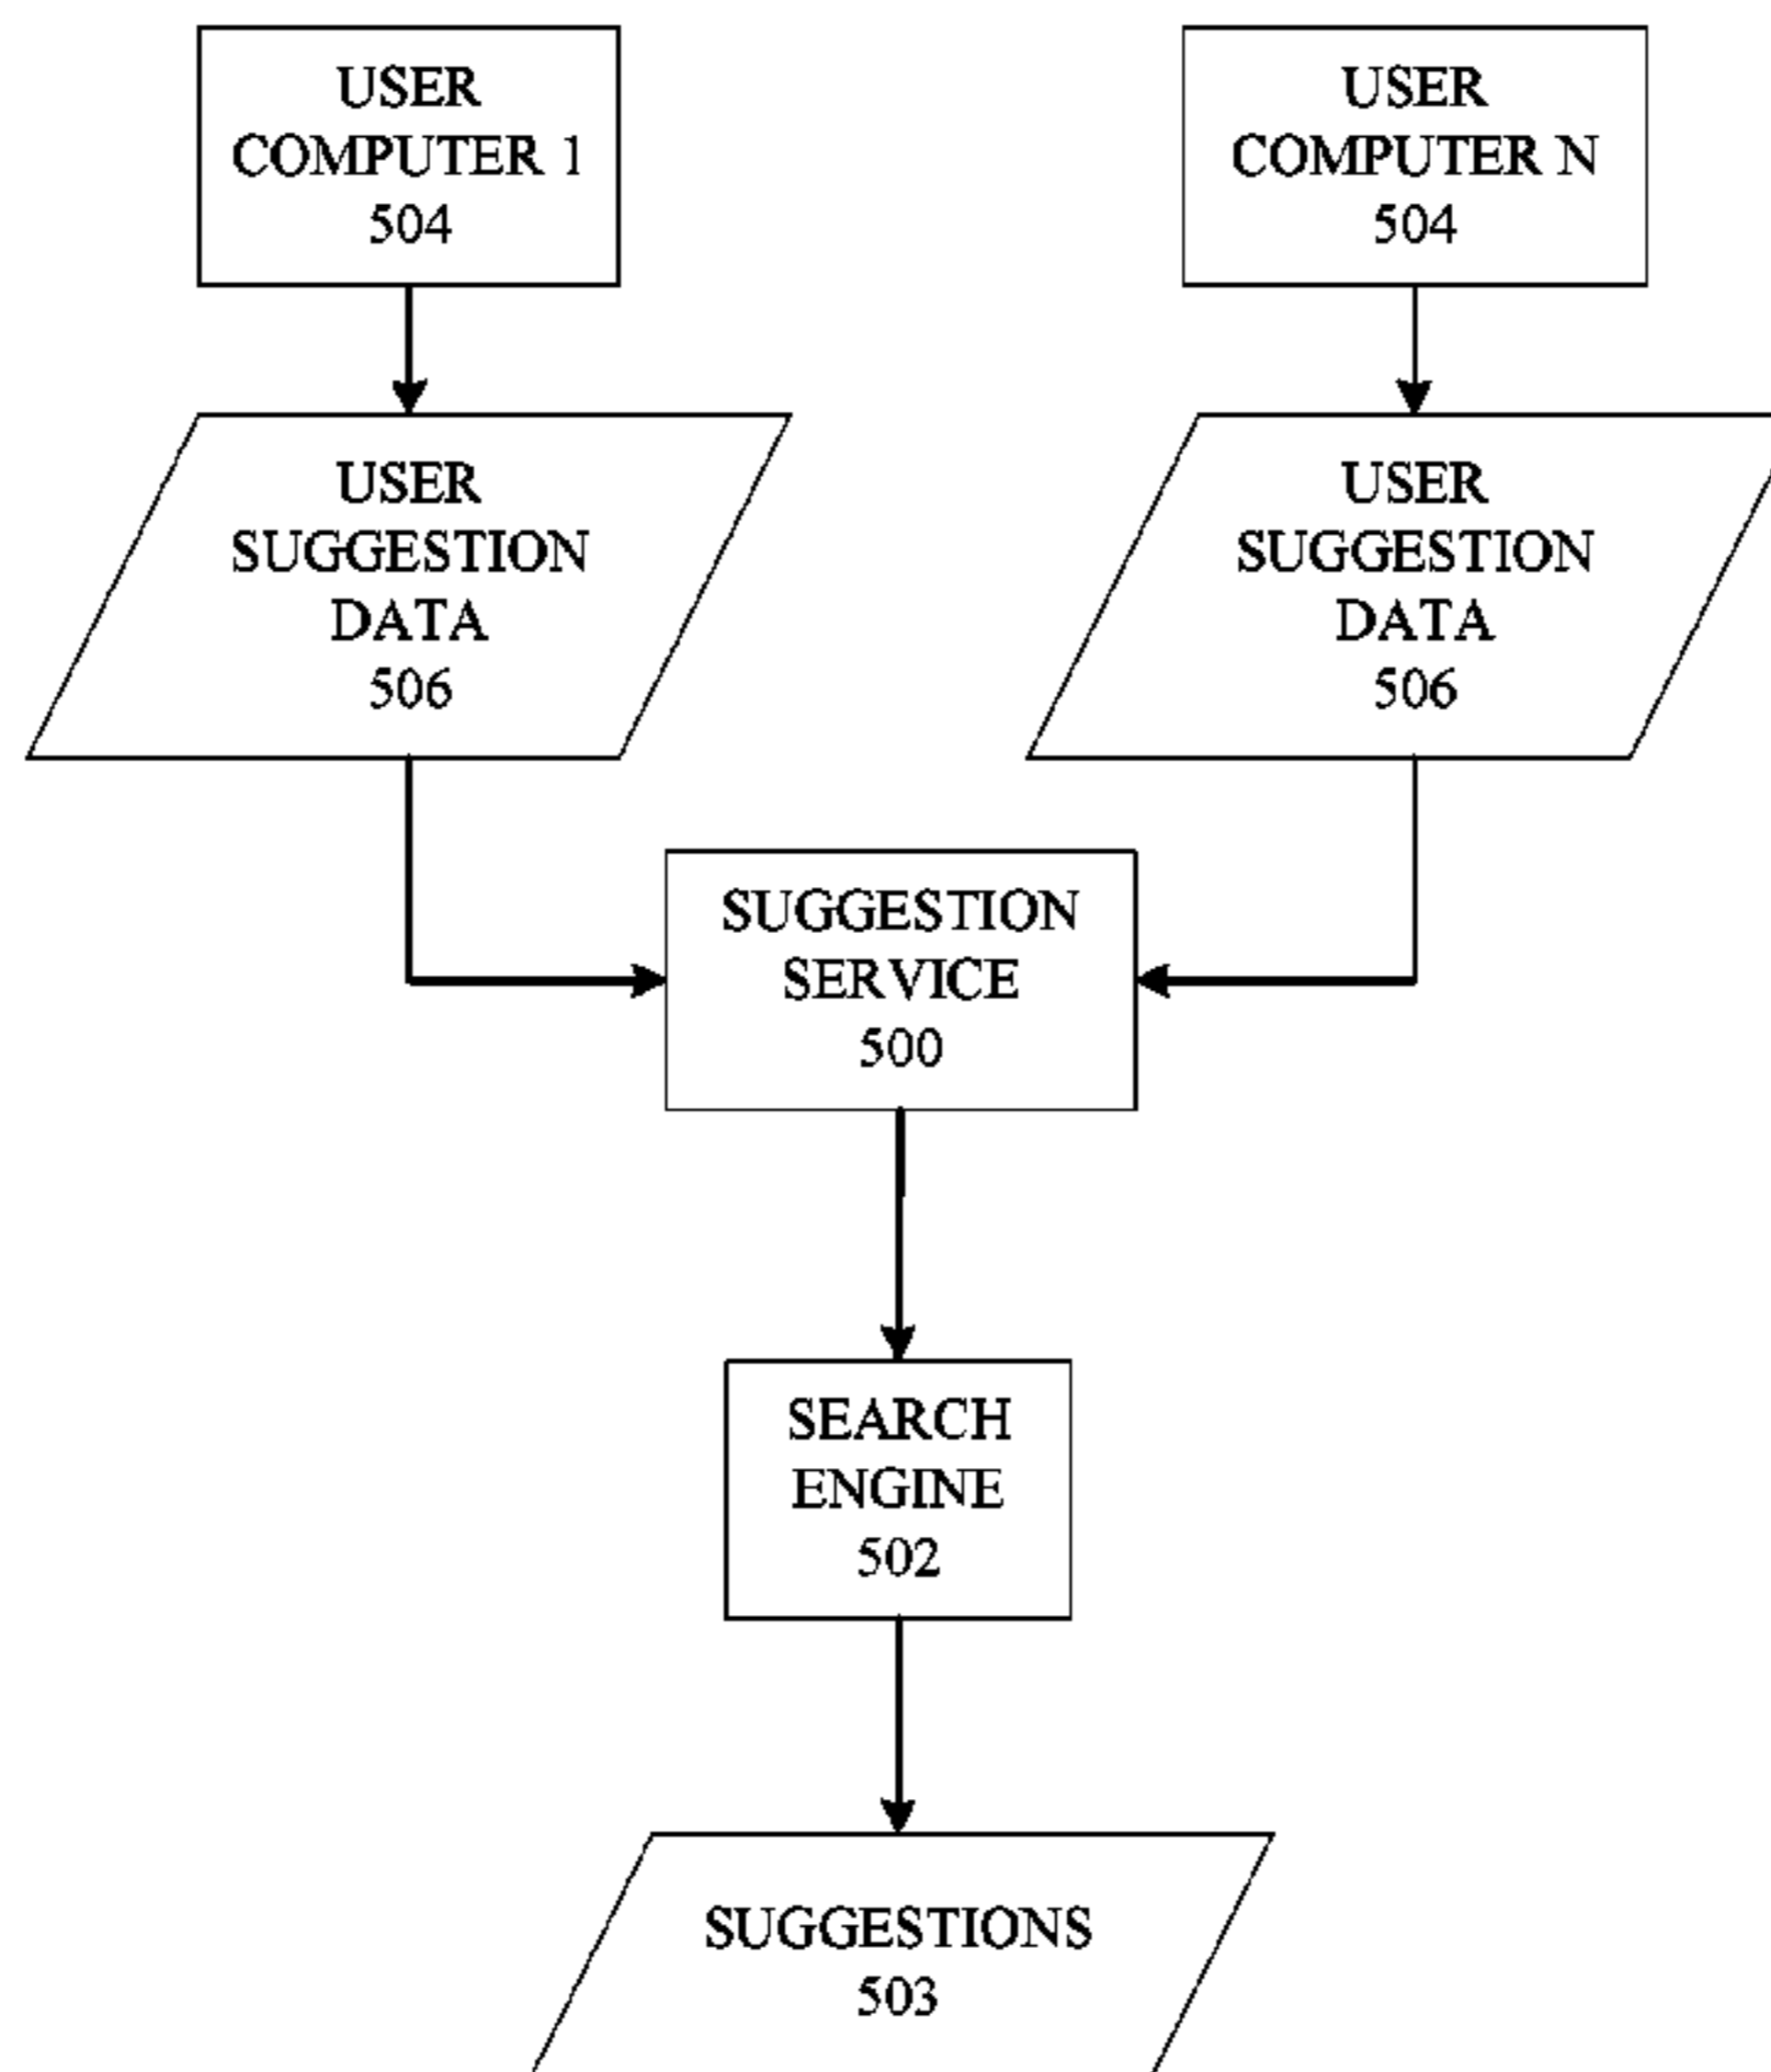 USER
COMPUTER 1
504
USER
COMPUTER N
504
USER
SUGGESTION
DATA
506
USER
SUGGESTION
DATA
506
SUGGESTION
SERVICE
500
SEARCH
ENGINE
502
SUGGESTIONS
503